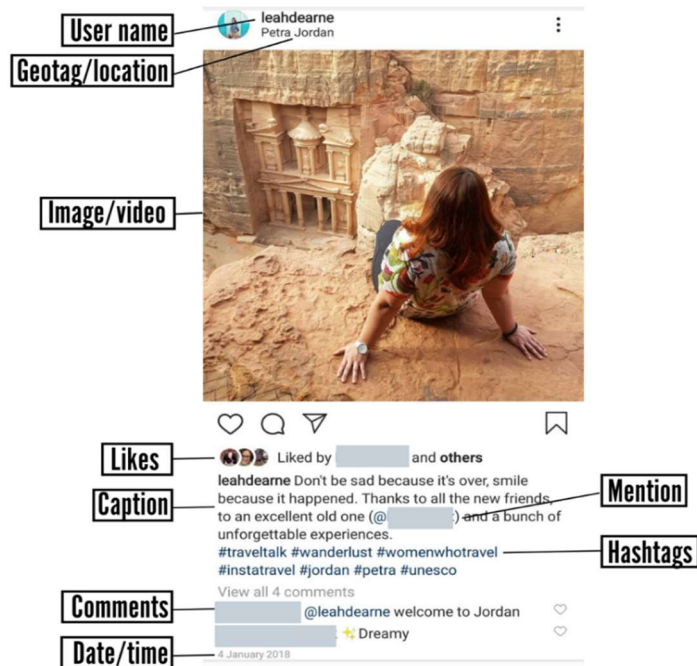 User name
leahdearne
Petra Jordan
Geotag/location
Image/video
Likes
Liked by and others
Caption
leahdearne Don't be sad because it's over, smile
because it happened. Thanks to all the new friends,
to an excellent old one (@ :) and a bunch of
unforgettable experiences.
Mention
#traveltalk #wanderlust #womenwhotravel
#instatravel #jordan #petra #unesco
Hashtags
View all 4 comments
Comments
@leahdearne welcome to Jordan
✨ Dreamy
Date/time
4 January 2018